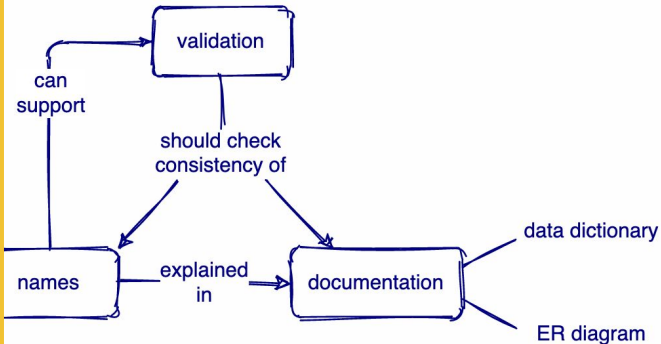 validation
can
support
should check
consistency of
data dictionary
names
explained
in
documentation
ER diagram